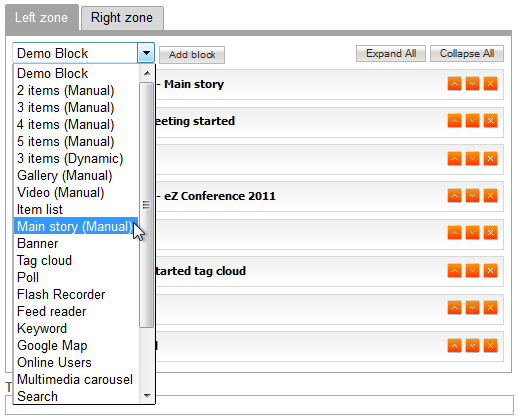 Left zone
Right zone
Demo Block
Add block
Expand All
Collapse All
Demo Block
2 items (Manual)
3 items (Manual)
4 items (Manual)
5 items (Manual)
3 items (Dynamic)
Gallery (Manual)
Video (Manual)
Item list
Main story (Manual)
Banner
Tag cloud
Poll
Flash Recorder
Feed reader
Keyword
Google Map
Online Users
Multimedia carousel
Search
- Main story
eeting started
- eZ Conference 2011
tarted tag cloud